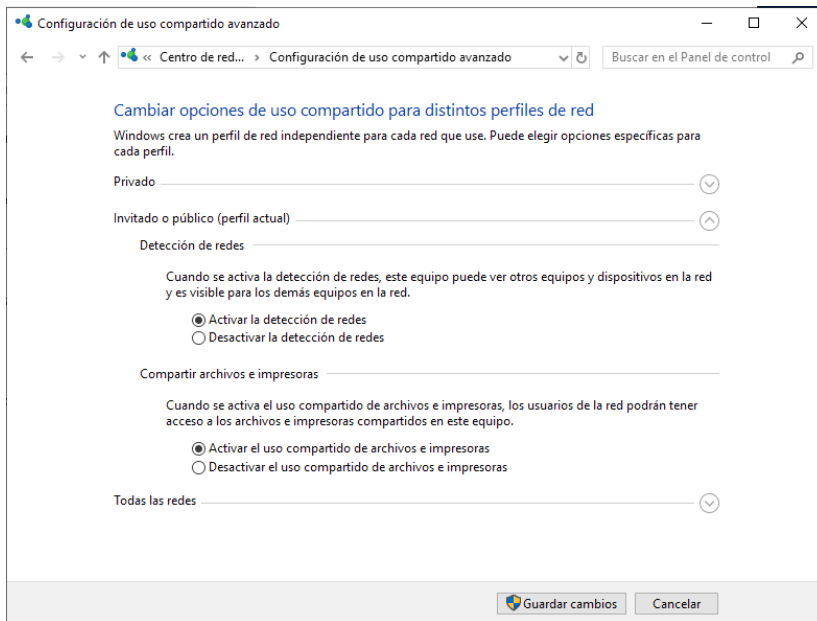 Configuración de uso compartido avanzado
« Centro de red... > Configuración de uso compartido avanzado
Buscar en el Panel de control
Cambiar opciones de uso compartido para distintos perfiles de red
Windows crea un perfil de red independiente para cada red que use. Puede elegir opciones específicas para
cada perfil.
Privado
Invitado o público (perfil actual)
Detección de redes
Cuando se activa la detección de redes, este equipo puede ver otros equipos y dispositivos en la red
y es visible para los demás equipos en la red.
Activar la detección de redes
Desactivar la detección de redes
Compartir archivos e impresoras
Cuando se activa el uso compartido de archivos e impresoras, los usuarios de la red podrán tener
acceso a los archivos e impresoras compartidos en este equipo.
Activar el uso compartido de archivos e impresoras
Desactivar el uso compartido de archivos e impresoras
Todas las redes
Guardar cambios
Cancelar